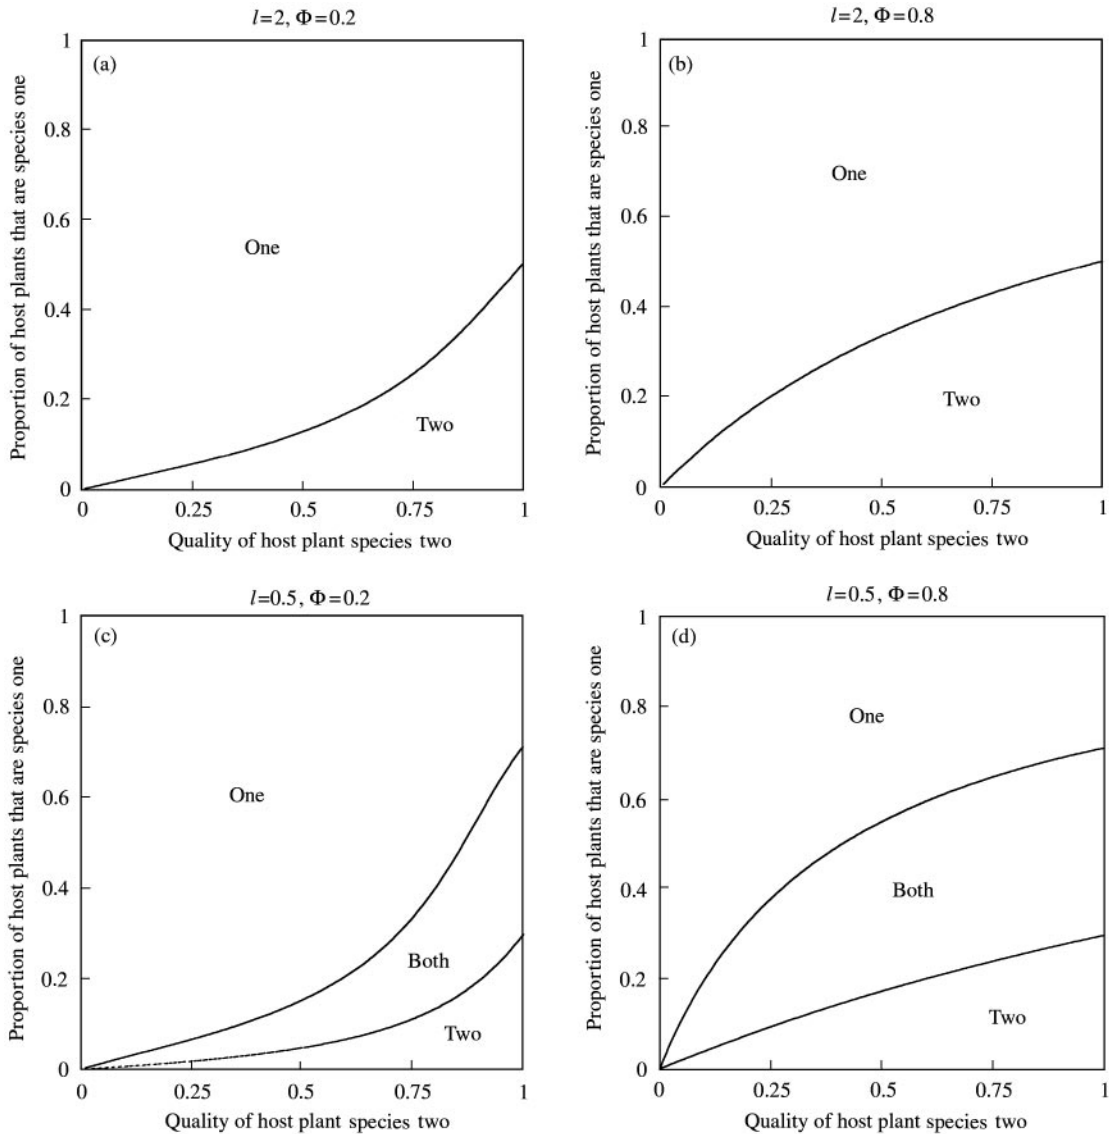 l=2, Φ=0.2
(a)
Proportion of host plants that are species one
1
0.8
0.6
0.4
0.2
0
One
Two
0
0.25
0.5
0.75
1
Quality of host plant species two
l=2, Φ=0.8
(b)
Proportion of host plants that are species one
1
0.8
0.6
0.4
0.2
0
One
Two
0
0.25
0.5
0.75
1
Quality of host plant species two
l=0.5, Φ=0.2
(c)
Proportion of host plants that are species one
1
0.8
0.6
0.4
0.2
0
One
Both
Two
0
0.25
0.5
0.75
1
Quality of host plant species two
l=0.5, Φ=0.8
(d)
Proportion of host plants that are species one
1
0.8
0.6
0.4
0.2
0
One
Both
Two
0
0.25
0.5
0.75
1
Quality of host plant species two